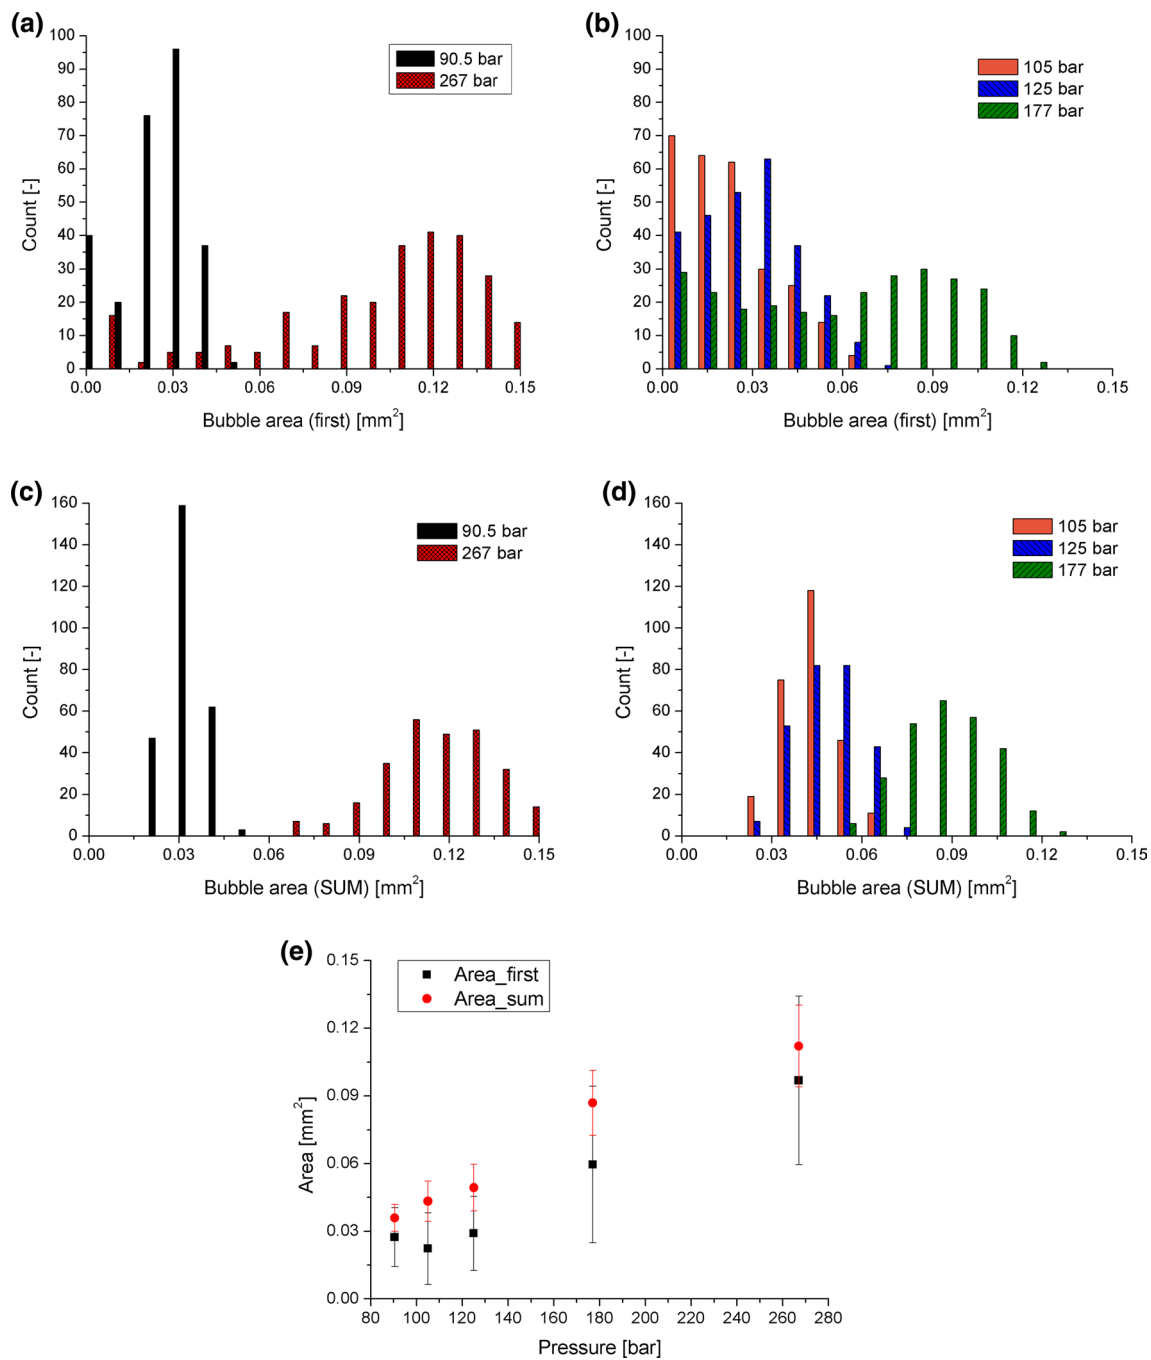 (a)
100
90
80
70
60
50
40
30
20
10
0
Count [-]
90.5 bar
267 bar
0.00 0.03 0.06 0.09 0.12 0.15
Bubble area (first) [mm²]
(b)
100
90
80
70
60
50
40
30
20
10
0
Count [-]
105 bar
125 bar
177 bar
0.00 0.03 0.06 0.09 0.12 0.15
Bubble area (first) [mm²]
(c)
160
140
120
100
80
60
40
20
0
Count [-]
90.5 bar
267 bar
0.00 0.03 0.06 0.09 0.12 0.15
Bubble area (SUM) [mm²]
(d)
160
140
120
100
80
60
40
20
0
Count [-]
105 bar
125 bar
177 bar
0.00 0.03 0.06 0.09 0.12 0.15
Bubble area (SUM) [mm²]
(e)
0.15
0.12
0.09
0.06
0.03
0.00
Area [mm²]
Area_first
Area_sum
80 100 120 140 160 180 200 220 240 260 280
Pressure [bar]